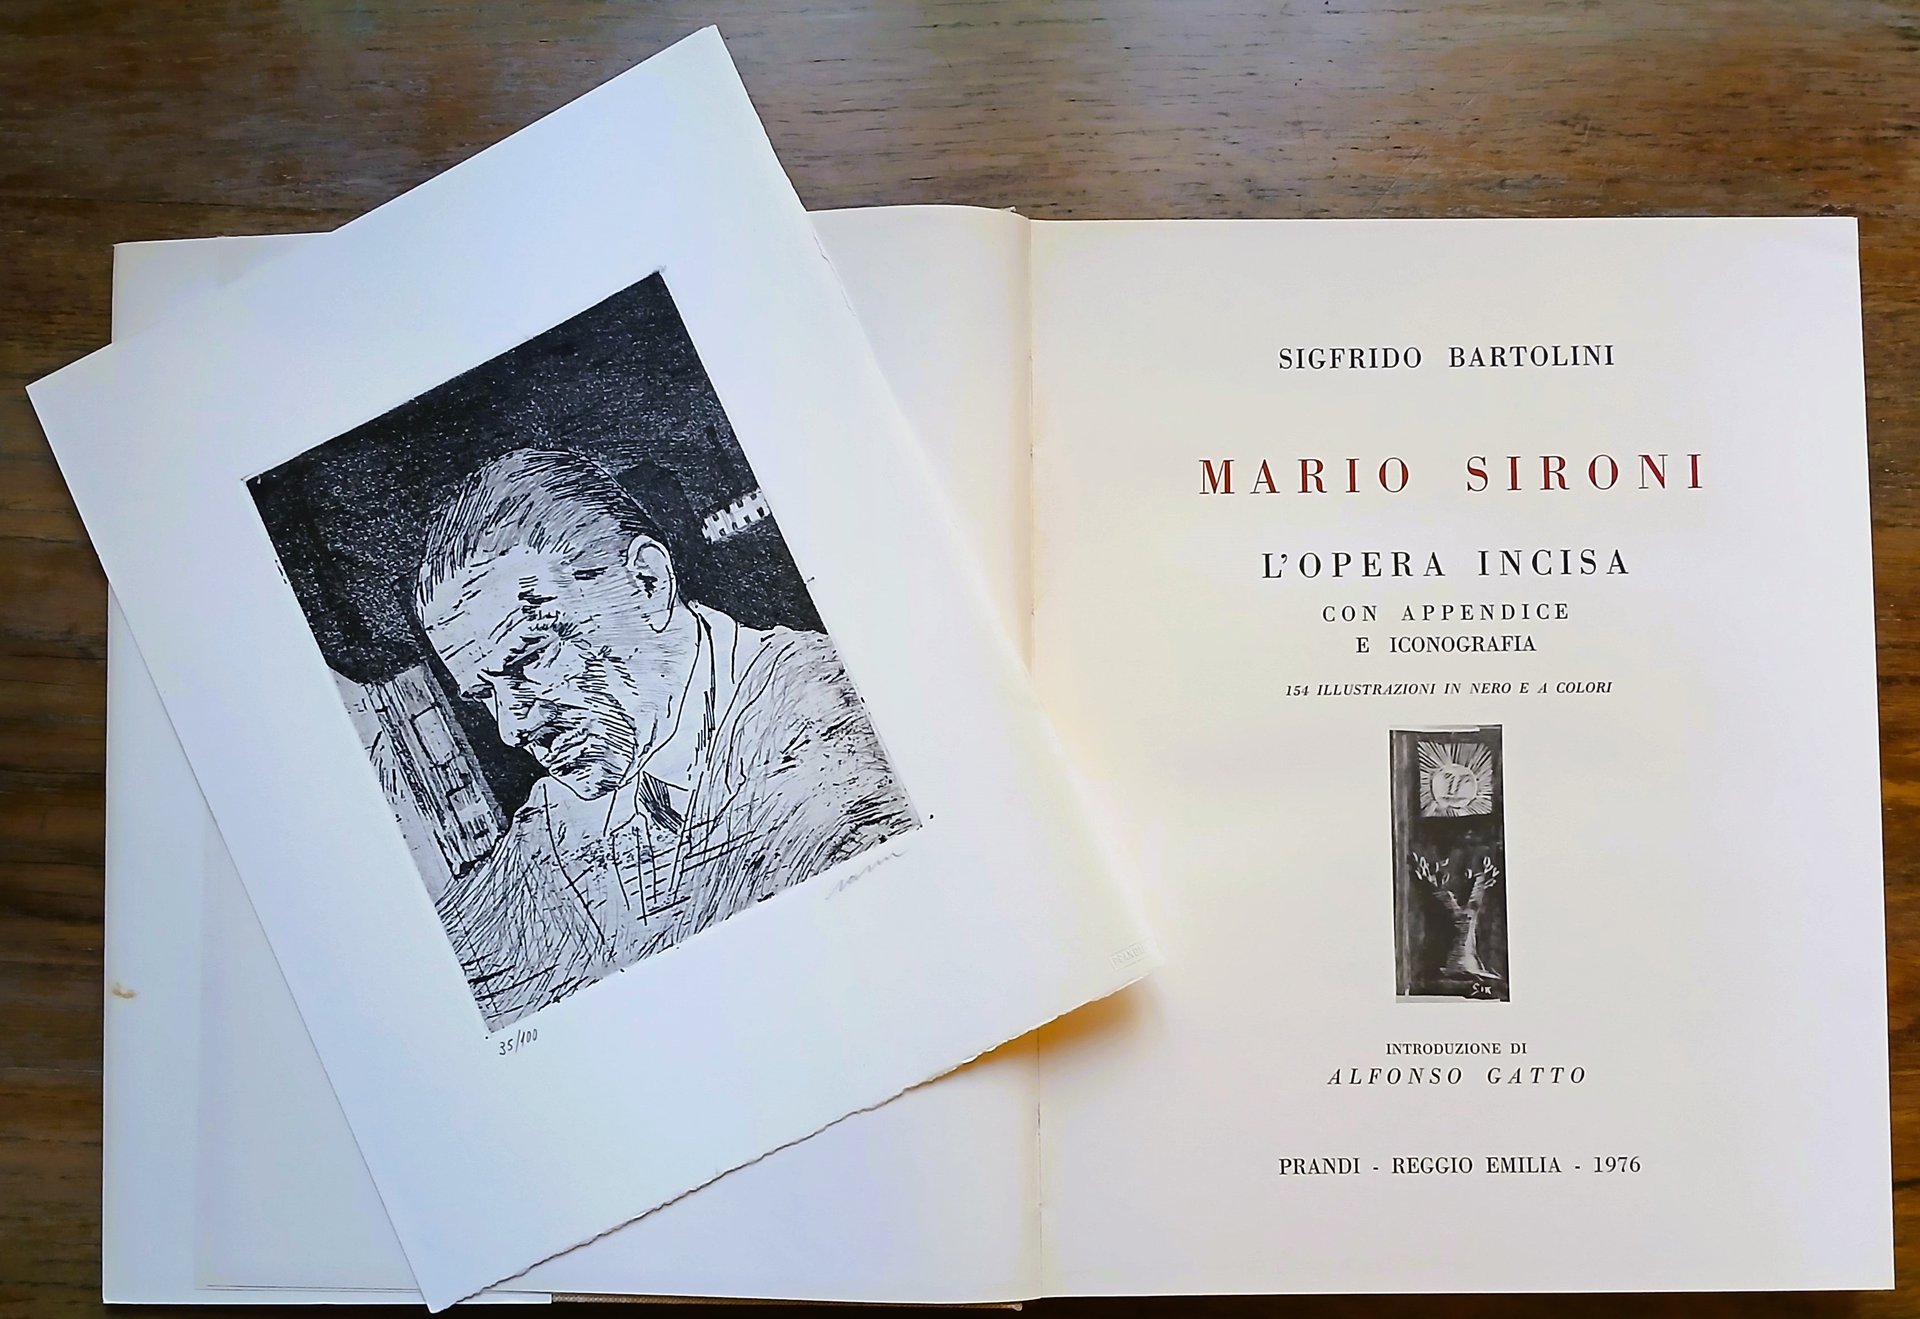 35/100
PRANDI
SIGFRIDO BARTOLINI
MARIO SIRONI
L'OPERA INCISA
CON APPENDICE
E ICONOGRAFIA
154 ILLUSTRAZIONI IN NERO E A COLORI
INTRODUZIONE DI
ALFONSO GATTO
PRANDI - REGGIO EMILIA - 1976